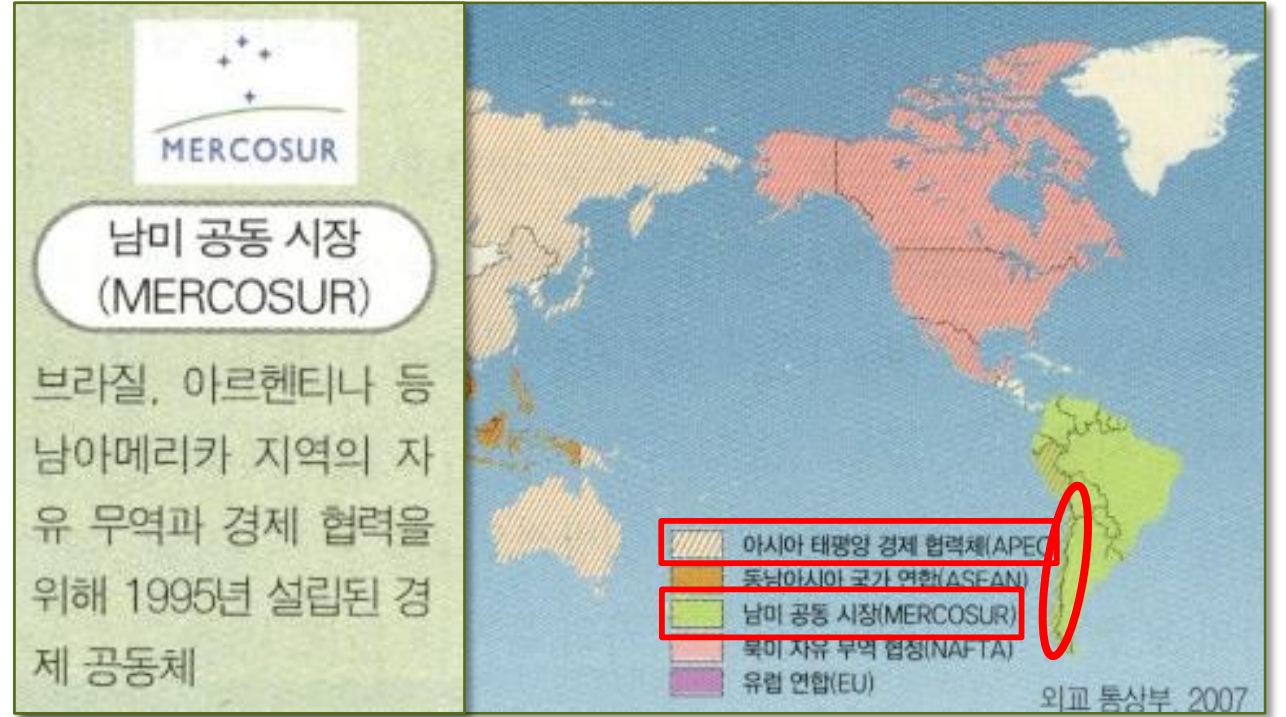 MERCOSUR
남미 공동 시장
(MERCOSUR)
브라질, 아르헨티나 등
남아메리카 지역의 자
유 무역과 경제 협력을
위해 1995년 설립된 경
제 공동체
아시아 태평양 경제 협력체(APEC)
동남아시아 국가 연합(ASEAN)
남미 공동 시장(MERCOSUR)
북미 자유 무역 협정(NAFTA)
유럽 연합(EU)
외교 통상부, 2007